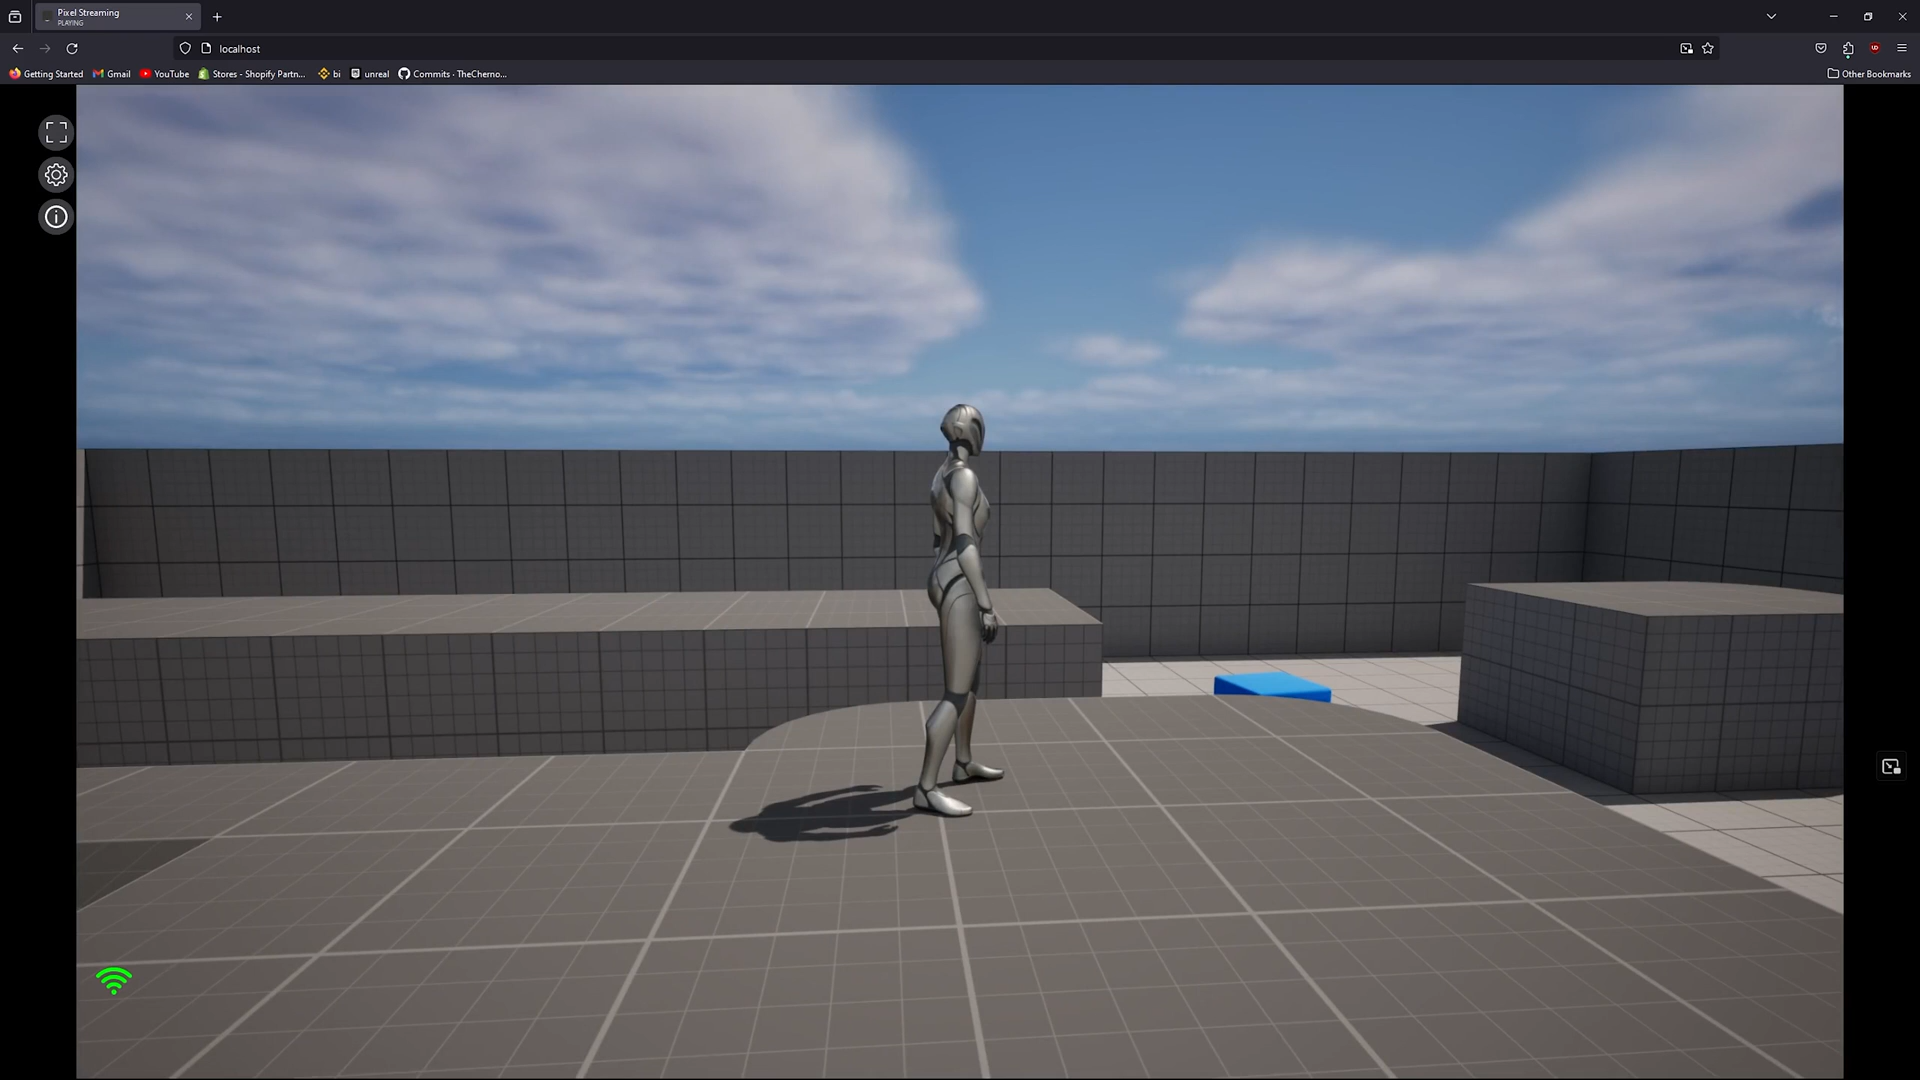 Pixel Streaming
PLAYING
localhost
Getting Started Gmail YouTube Stores - Shopify Partn... bi unreal Commits · TheCherno... Other Bookmarks